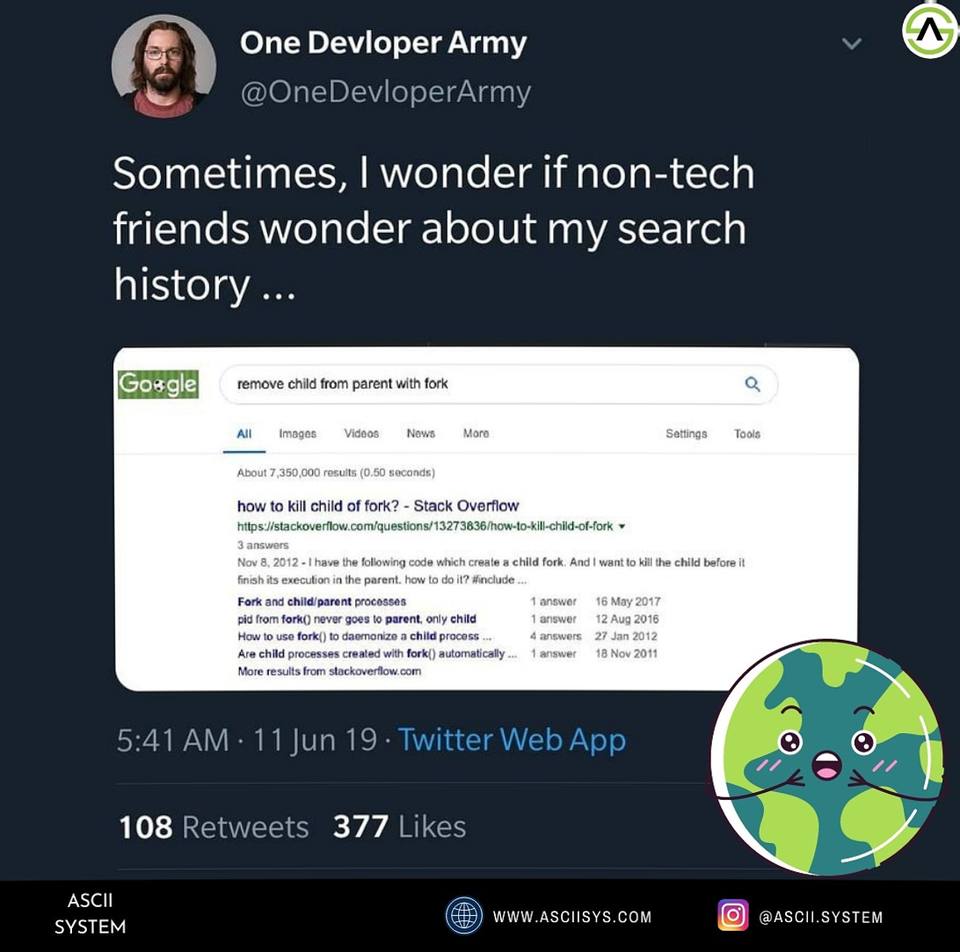 One Devloper Army
@OneDevloperArmy
Sometimes, I wonder if non-tech
friends wonder about my search
history ...
Google
remove child from parent with fork
All Images Videos News More Settings Tools
About 7,350,000 results (0.50 seconds)
how to kill child of fork? - Stack Overflow
https://stackoverflow.com/questions/13273836/how-to-kill-child-of-fork
3 answers
Nov 8, 2012 - I have the following code which create a child fork. And I want to kill the child before it
finish its execution in the parent. how to do it? #include ...
Fork and child/parent processes 1 answer 16 May 2017
pid from fork() never goes to parent, only child 1 answer 12 Aug 2016
How to use fork() to daemonize a child process ... 4 answers 27 Jan 2012
Are child processes created with fork() automatically ... 1 answer 18 Nov 2011
More results from stackoverflow.com
5:41 AM · 11 Jun 19 · Twitter Web App
108 Retweets 377 Likes
ASCII
SYSTEM
WWW.ASCIISYS.COM
@ASCII.SYSTEM